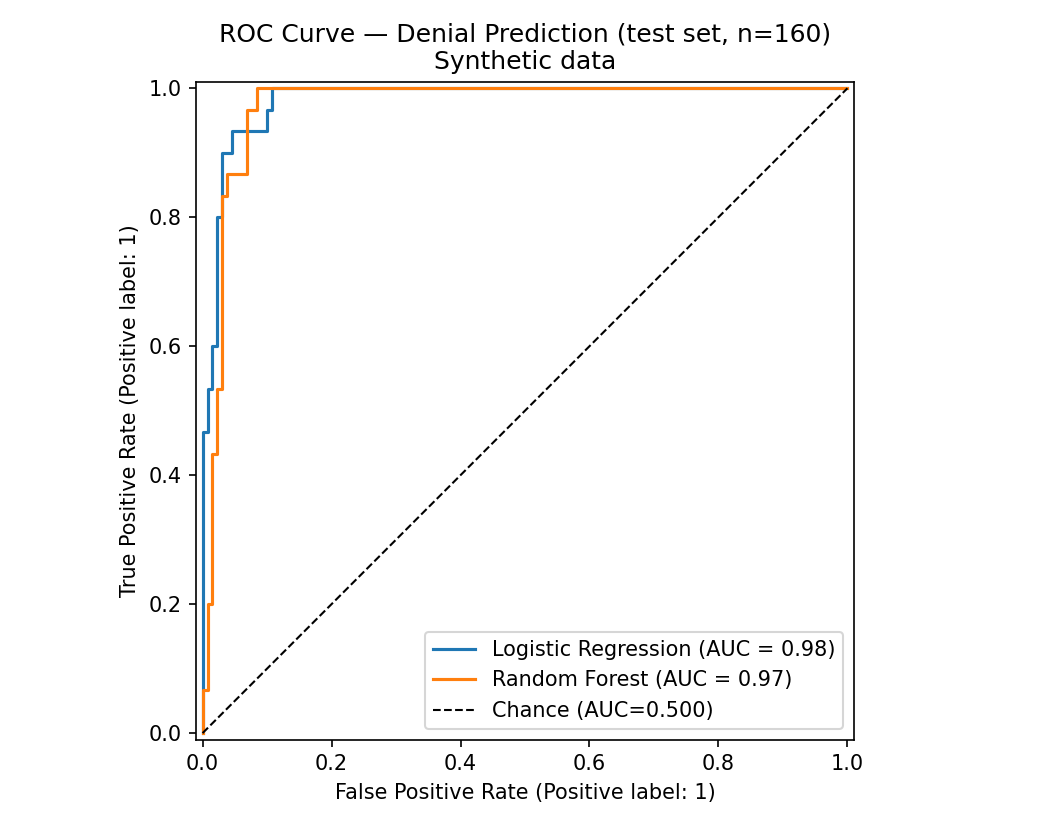 ROC Curve — Denial Prediction (test set, n=160)
Synthetic data
True Positive Rate (Positive label: 1)
1.0
0.8
0.6
0.4
0.2
0.0
Logistic Regression (AUC = 0.98)
Random Forest (AUC = 0.97)
Chance (AUC=0.500)
0.0 0.2 0.4 0.6 0.8 1.0
False Positive Rate (Positive label: 1)